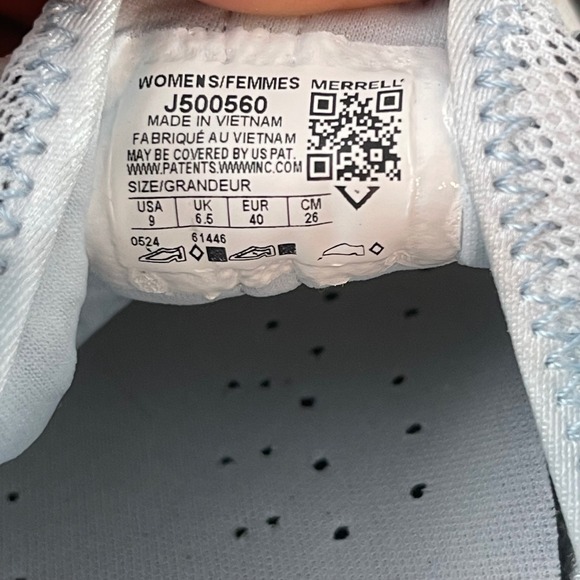 WOMENS/FEMMES MERRELL
J500560
MADE IN VIETNAM
FABRIQUÉ AU VIETNAM
MAY BE COVERED BY US PAT.
WWW.PATENTS.WWWINC.COM
SIZE/GRANDEUR
USA UK EUR CM
9 6.5 40 26
0524 61446